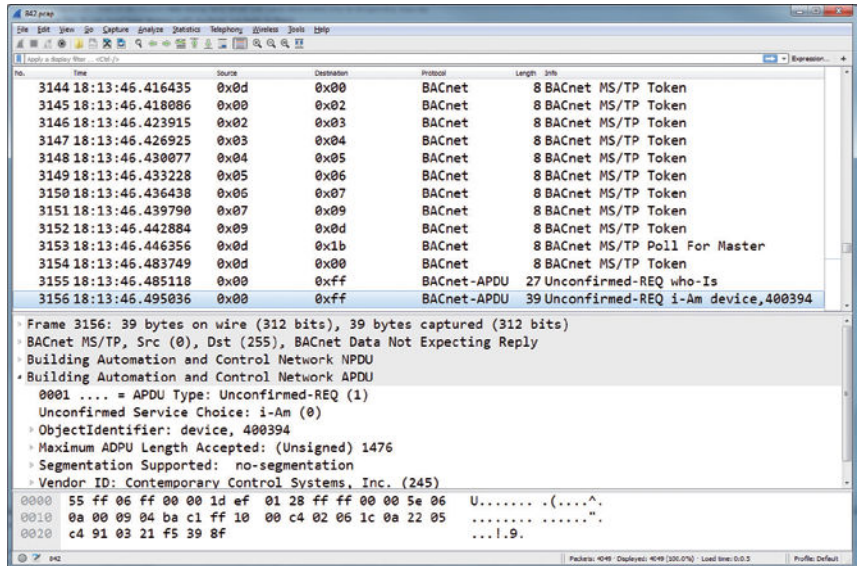 842.pcap
File Edit View Go Capture Analyze Statistics Telephony Wireless Tools Help
Apply a display filter ... <Ctrl-/> Expression... +
No. Time Source Destination Protocol Length Info
3144 18:13:46.416435 0x0d 0x00 BACnet 8 BACnet MS/TP Token
3145 18:13:46.418086 0x00 0x02 BACnet 8 BACnet MS/TP Token
3146 18:13:46.423915 0x02 0x03 BACnet 8 BACnet MS/TP Token
3147 18:13:46.426925 0x03 0x04 BACnet 8 BACnet MS/TP Token
3148 18:13:46.430077 0x04 0x05 BACnet 8 BACnet MS/TP Token
3149 18:13:46.433228 0x05 0x06 BACnet 8 BACnet MS/TP Token
3150 18:13:46.436438 0x06 0x07 BACnet 8 BACnet MS/TP Token
3151 18:13:46.439790 0x07 0x09 BACnet 8 BACnet MS/TP Token
3152 18:13:46.442884 0x09 0x0d BACnet 8 BACnet MS/TP Token
3153 18:13:46.446356 0x0d 0x1b BACnet 8 BACnet MS/TP Poll For Master
3154 18:13:46.483749 0x0d 0x00 BACnet 8 BACnet MS/TP Token
3155 18:13:46.485118 0x00 0xff BACnet-APDU 27 Unconfirmed-REQ who-Is
3156 18:13:46.495036 0x00 0xff BACnet-APDU 39 Unconfirmed-REQ i-Am device,400394
Frame 3156: 39 bytes on wire (312 bits), 39 bytes captured (312 bits)
BACnet MS/TP, Src (0), Dst (255), BACnet Data Not Expecting Reply
Building Automation and Control Network NPDU
Building Automation and Control Network APDU
0001 .... = APDU Type: Unconfirmed-REQ (1)
Unconfirmed Service Choice: i-Am (0)
ObjectIdentifier: device, 400394
Maximum ADPU Length Accepted: (Unsigned) 1476
Segmentation Supported: no-segmentation
Vendor ID: Contemporary Control Systems, Inc. (245)
0000 55 ff 06 ff 00 00 1d ef 01 28 ff ff 00 00 5e 06 U....... .(....^.
0010 0a 00 09 04 ba c1 ff 10 00 c4 02 06 1c 0a 22 05 ........ ......".
0020 c4 91 03 21 f5 39 8f ...!.9.
842 Packets: 4049 · Displayed: 4049 (100.0%) · Load time: 0:0.3 Profile: Default